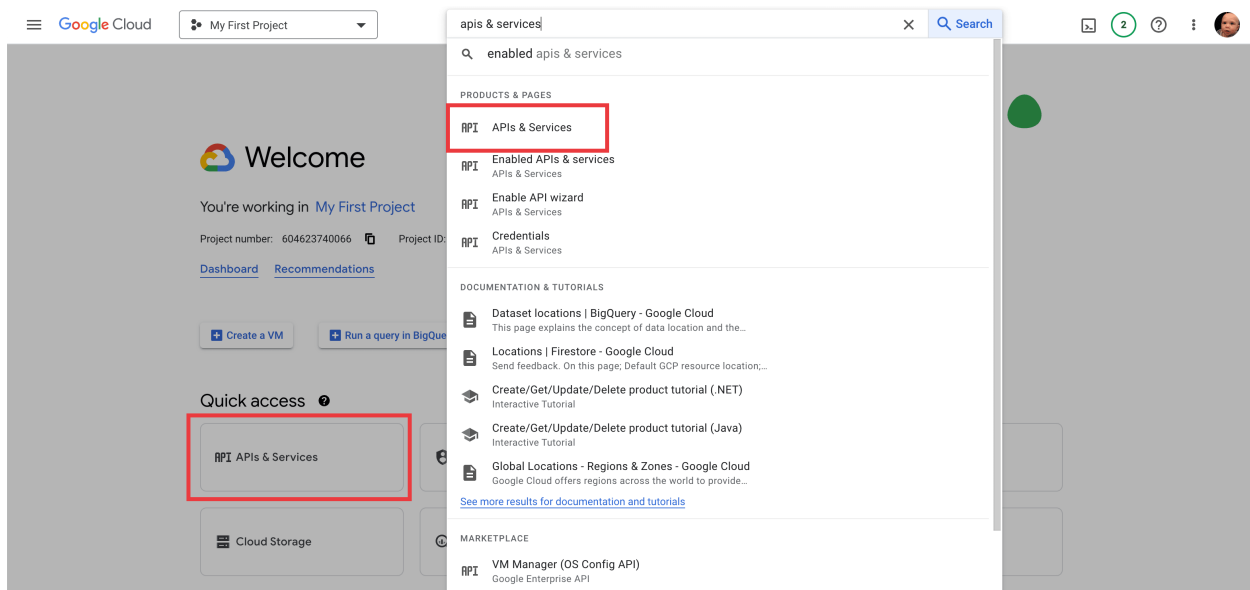 Google Cloud
My First Project
apis & services
Search
2
enabled apis & services
PRODUCTS & PAGES
API APIs & Services
API Enabled APIs & services
APIs & Services
API Enable API wizard
APIs & Services
API Credentials
APIs & Services
DOCUMENTATION & TUTORIALS
Dataset locations | BigQuery - Google Cloud
This page explains the concept of data location and the...
Locations | Firestore - Google Cloud
Send feedback. On this page; Default GCP resource location;...
Create/Get/Update/Delete product tutorial (.NET)
Interactive Tutorial
Create/Get/Update/Delete product tutorial (Java)
Interactive Tutorial
Global Locations - Regions & Zones - Google Cloud
Google Cloud offers regions across the world to provide...
See more results for documentation and tutorials
MARKETPLACE
API VM Manager (OS Config API)
Google Enterprise API
Welcome
You're working in My First Project
Project number: 604623740066 Project ID:
Dashboard Recommendations
Create a VM
Run a query in BigQue
Quick access
API APIs & Services
Cloud Storage